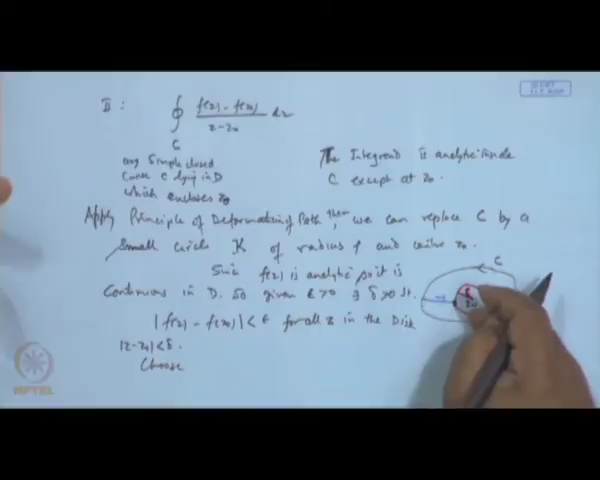 II : ∮ f(z) - f(z0) / z - z0 dz
C
any Simple closed
Curve C lying in D
which encloses z0
The Integrand is analytic inside
C except at z0.
Apply Principle of Deformation of Path then, we can replace C by a
small circle K of radius ρ and center z0.
C
Since f(z) is analytic so it is
Continuous in D. So given ε>0 ∃ δ>0 st.
|f(z) - f(z0)| < ε for all z in the Disk
|z-z0|<δ.
Choose
z0
NPTEL